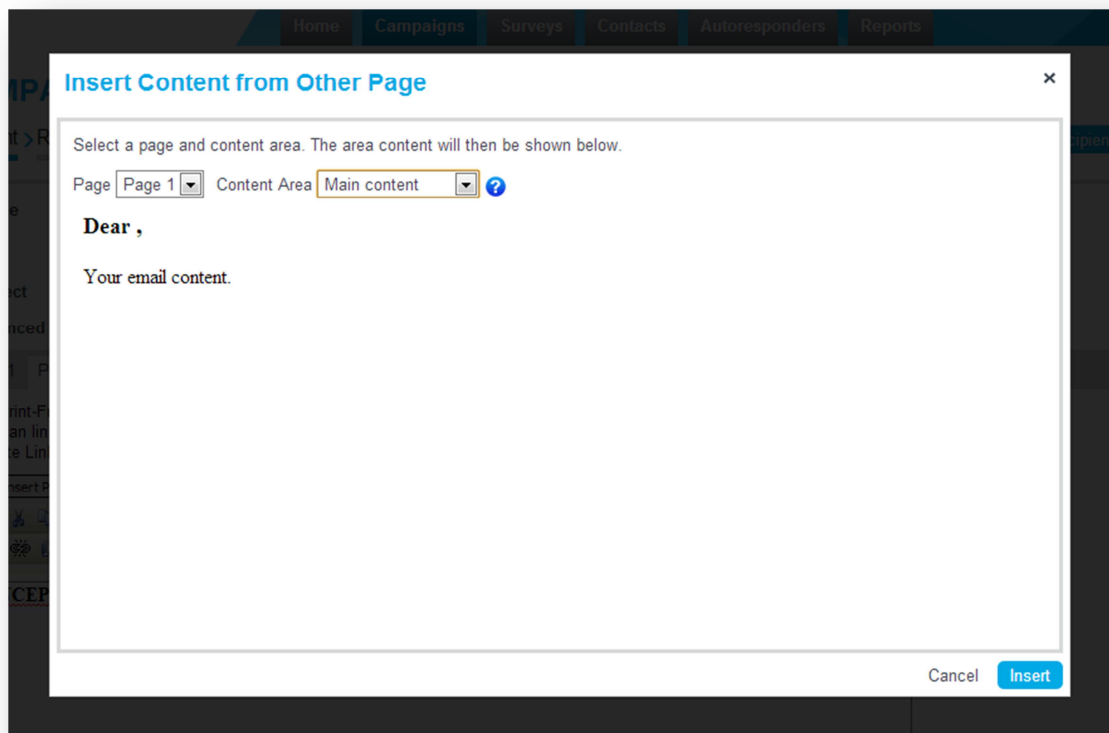 Home Campaigns Surveys Contacts Autoresponders Reports
Insert Content from Other Page
Select a page and content area. The area content will then be shown below.
Page Page 1 Content Area Main content ?
Dear ,
Your email content.
Cancel Insert